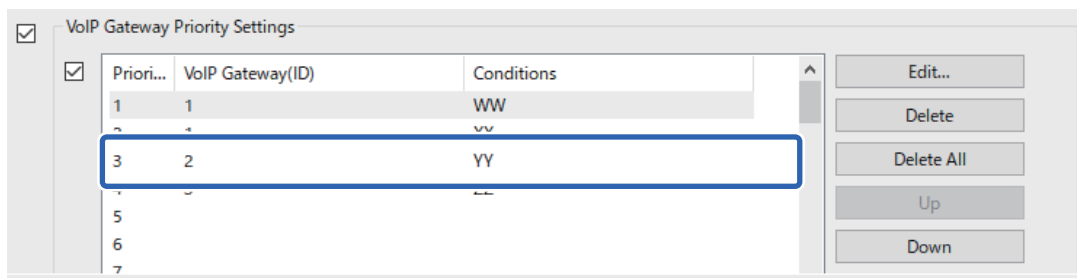 VoIP Gateway Priority Settings
Priori... VoIP Gateway(ID) Conditions
1 1 WW
3 2 YY
5
6
7
Edit...
Delete
Delete All
Up
Down